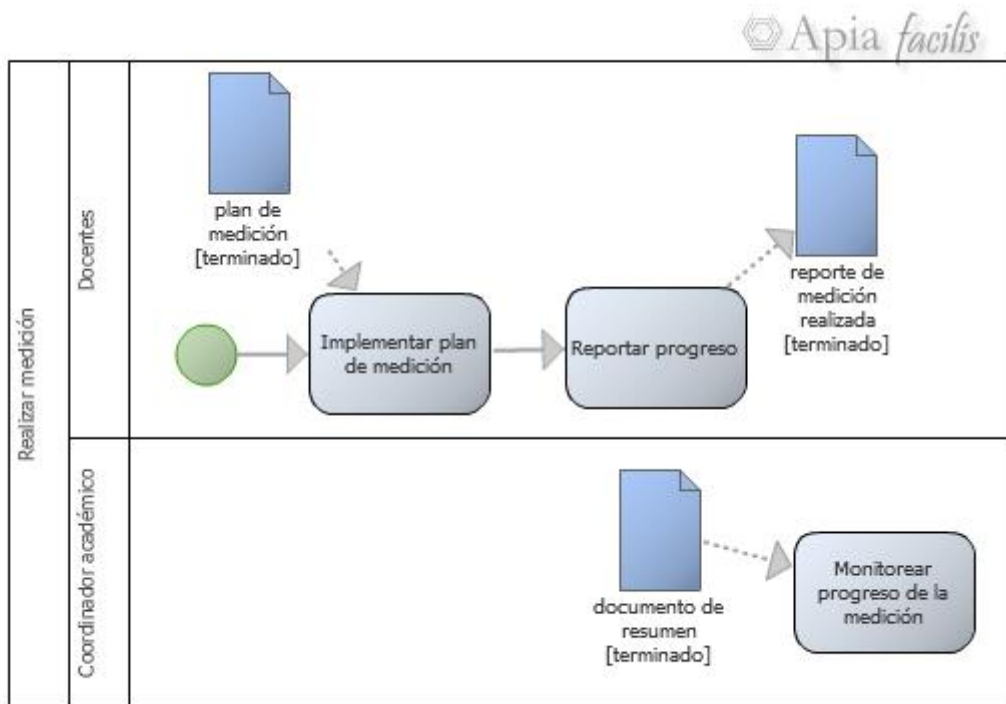 Apia facilis
Realizar medición
Docentes
plan de
medición
[terminado]
Implementar plan
de medición
Reportar progreso
reporte de
medición
realizada
[terminado]
Coordinador académico
documento de
resumen
[terminado]
Monitorear
progreso de la
medición